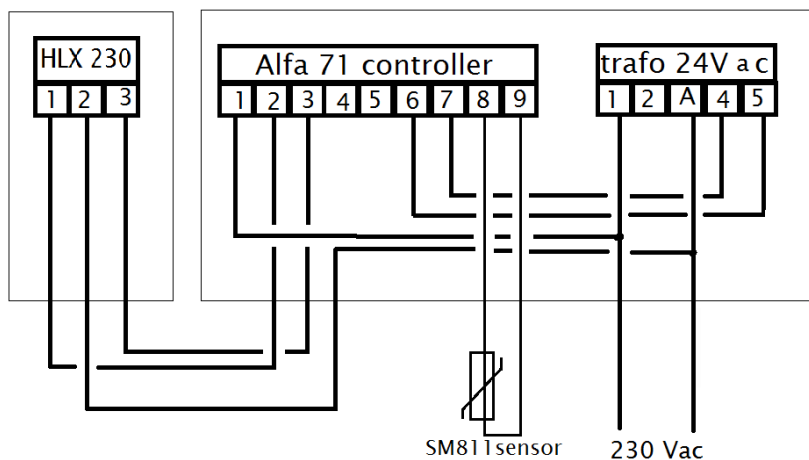 HLX 230
1 2 3
Alfa 71 controller
1 2 3 4 5 6 7 8 9
trafo 24V a c
1 2 A 4 5
SM811sensor
230 Vac